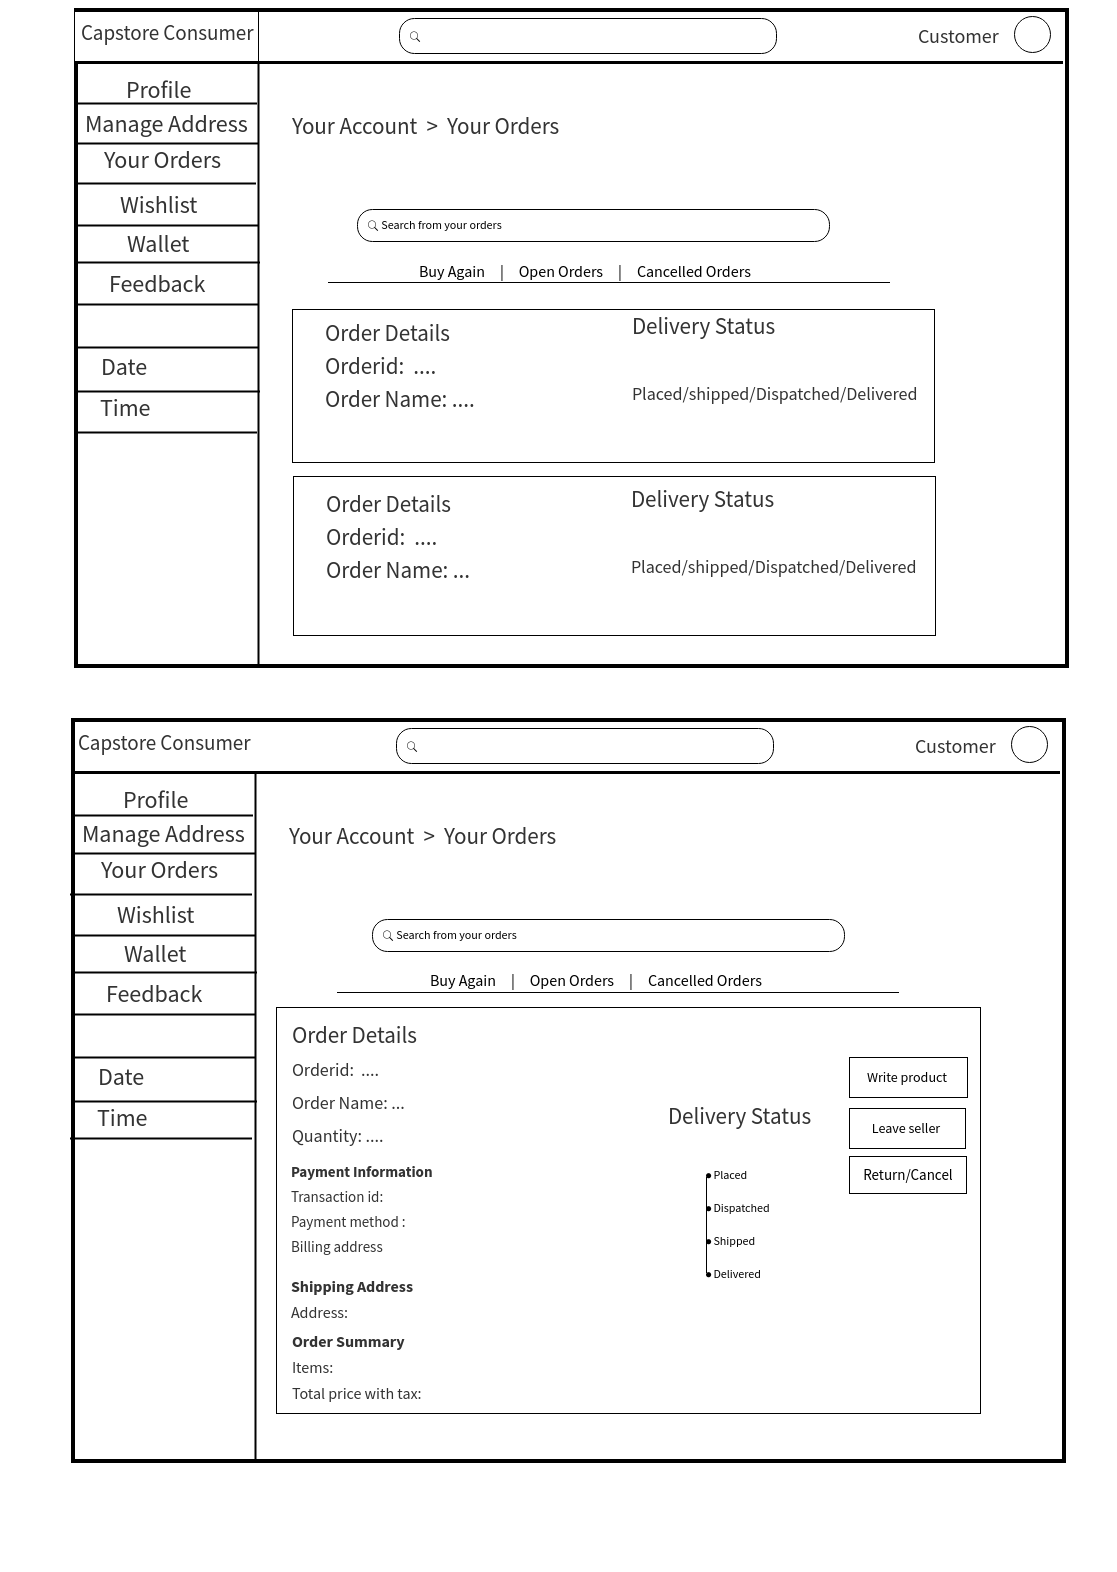 Capstore Consumer
Customer
Profile
Manage Address
Your Orders
Wishlist
Wallet
Feedback
Date
Time
Your Account > Your Orders
Search from your orders
Buy Again | Open Orders | Cancelled Orders
Order Details
Orderid: ....
Order Name: ....
Delivery Status
Placed/shipped/Dispatched/Delivered
Order Details
Orderid: ....
Order Name: ...
Delivery Status
Placed/shipped/Dispatched/Delivered
Capstore Consumer
Customer
Profile
Manage Address
Your Orders
Wishlist
Wallet
Feedback
Date
Time
Your Account > Your Orders
Search from your orders
Buy Again | Open Orders | Cancelled Orders
Order Details
Orderid: ....
Order Name: ...
Quantity: ....
Payment Information
Transaction id:
Payment method :
Billing address
Shipping Address
Address:
Order Summary
Items:
Total price with tax:
Delivery Status
Placed
Dispatched
Shipped
Delivered
Write product
Leave seller
Return/Cancel